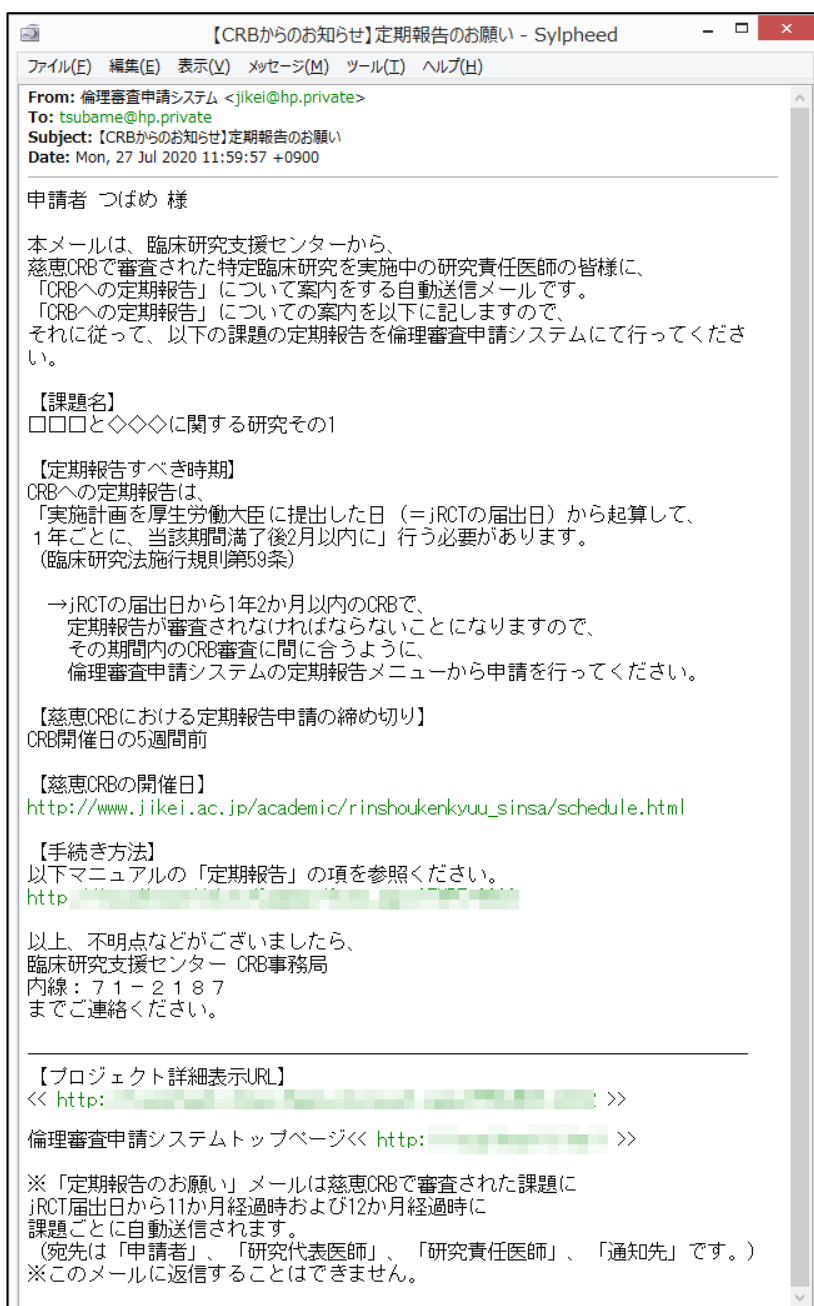 【CRBからのお知らせ】定期報告のお願い - Sylpheed
ファイル(F) 編集(E) 表示(V) メッセージ(M) ツール(T) ヘルプ(H)
From: 倫理審査申請システム <jikei@hp.private>
To: tsubame@hp.private
Subject: 【CRBからのお知らせ】定期報告のお願い
Date: Mon, 27 Jul 2020 11:59:57 +0900
申請者 つばめ 様
本メールは、臨床研究支援センターから、
慈恵CRBで審査された特定臨床研究を実施中の研究責任医師の皆様に、
「CRBへの定期報告」について案内をする自動送信メールです。
「CRBへの定期報告」についての案内を以下に記しますので、
それに従って、以下の課題の定期報告を倫理審査申請システムにて行ってくださ
い。
【課題名】
□□□と◇◇◇に関する研究その1
【定期報告すべき時期】
CRBへの定期報告は、
「実施計画を厚生労働大臣に提出した日（＝jRCTの届出日）から起算して、
１年ごとに、当該期間満了後2月以内に」行う必要があります。
（臨床研究法施行規則第59条）
→jRCTの届出日から1年2か月以内のCRBで、
定期報告が審査されなければならないことになりますので、
その期間内のCRB審査に間に合うように、
倫理審査申請システムの定期報告メニューから申請を行ってください。
【慈恵CRBにおける定期報告申請の締め切り】
CRB開催日の5週間前
【慈恵CRBの開催日】
http://www.jikei.ac.jp/academic/rinshoukenkyuu_sinsa/schedule.html
【手続き方法】
以下マニュアルの「定期報告」の項を参照ください。
http
以上、不明点などがございましたら、
臨床研究支援センター CRB事務局
内線：７１－２１８７
までご連絡ください。
【プロジェクト詳細表示URL】
<< http: >>
倫理審査申請システムトップページ<< http: >>
※「定期報告のお願い」メールは慈恵CRBで審査された課題に
jRCT届出日から11か月経過時および12か月経過時に
課題ごとに自動送信されます。
（宛先は「申請者」、「研究代表医師」、「研究責任医師」、「通知先」です。）
※このメールに返信することはできません。